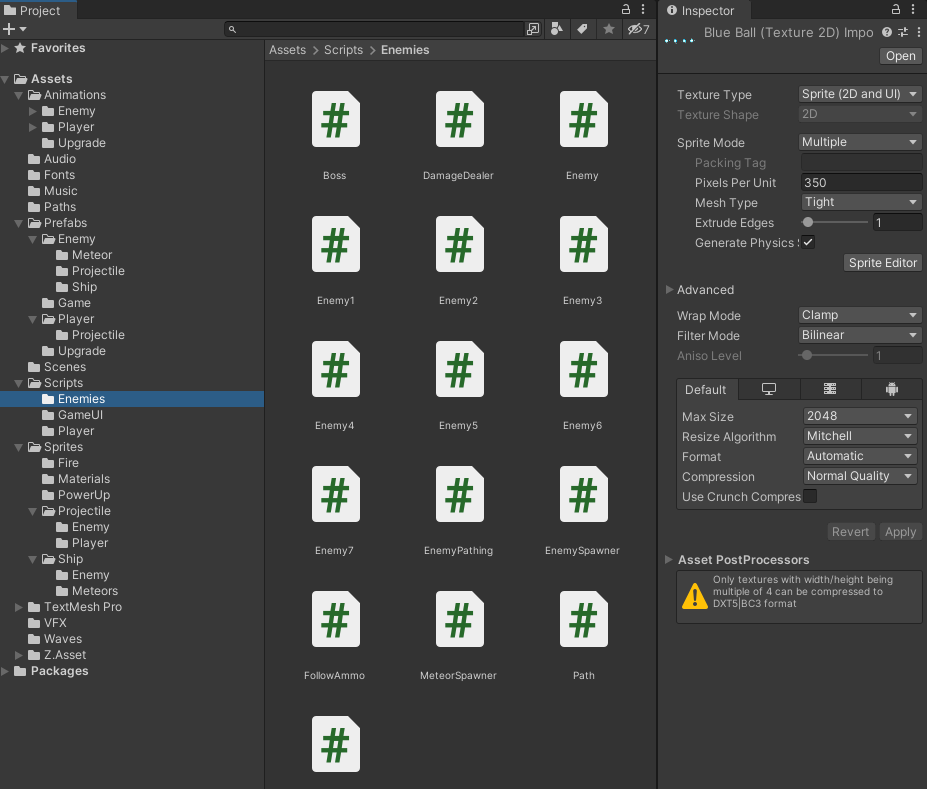 Project
7
Favorites
Assets
Animations
Enemy
Player
Upgrade
Audio
Fonts
Music
Paths
Prefabs
Enemy
Meteor
Projectile
Ship
Game
Player
Projectile
Upgrade
Scenes
Scripts
Enemies
GameUI
Player
Sprites
Fire
Materials
PowerUp
Projectile
Enemy
Player
Ship
Enemy
Meteors
TextMesh Pro
VFX
Waves
Z.Asset
Packages
Assets > Scripts > Enemies
# # #
Boss DamageDealer Enemy
# # #
Enemy1 Enemy2 Enemy3
# # #
Enemy4 Enemy5 Enemy6
# # #
Enemy7 EnemyPathing EnemySpawner
# # #
FollowAmmo MeteorSpawner Path
#
Inspector
Blue Ball (Texture 2D) Impo
Open
Texture Type Sprite (2D and UI)
Texture Shape 2D
Sprite Mode Multiple
Packing Tag
Pixels Per Unit 350
Mesh Type Tight
Extrude Edges 1
Generate Physics S
Sprite Editor
Advanced
Wrap Mode Clamp
Filter Mode Bilinear
Aniso Level 1
Default
Max Size 2048
Resize Algorithm Mitchell
Format Automatic
Compression Normal Quality
Use Crunch Compres
Revert Apply
Asset PostProcessors
Only textures with width/height being
multiple of 4 can be compressed to
DXT5|BC3 format